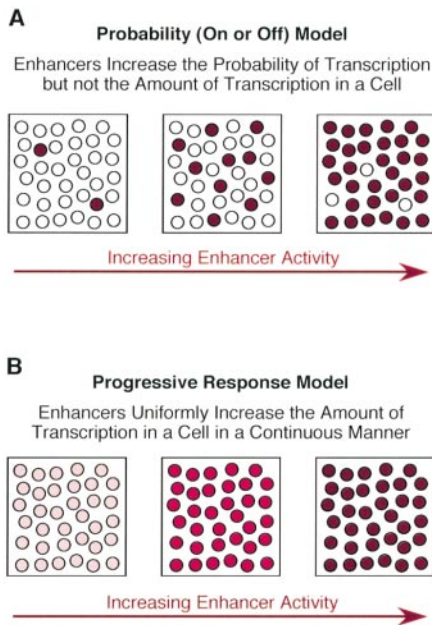 A
Probability (On or Off) Model
Enhancers Increase the Probability of Transcription
but not the Amount of Transcription in a Cell
Increasing Enhancer Activity
B
Progressive Response Model
Enhancers Uniformly Increase the Amount of
Transcription in a Cell in a Continuous Manner
Increasing Enhancer Activity